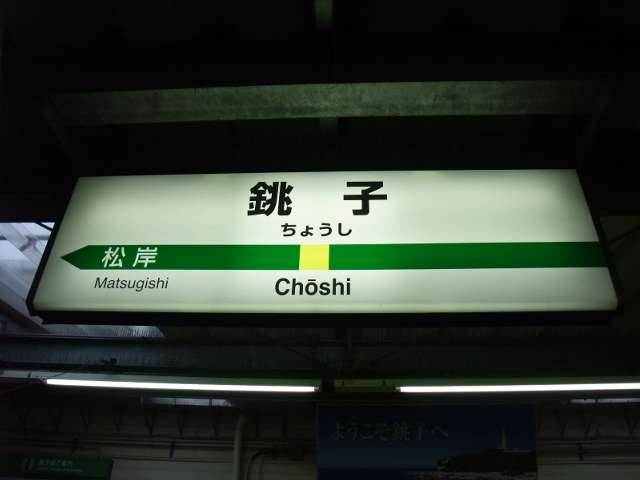 銚子
ちょうし
松岸
Matsugishi
Chōshi
ようこそ銚子へ